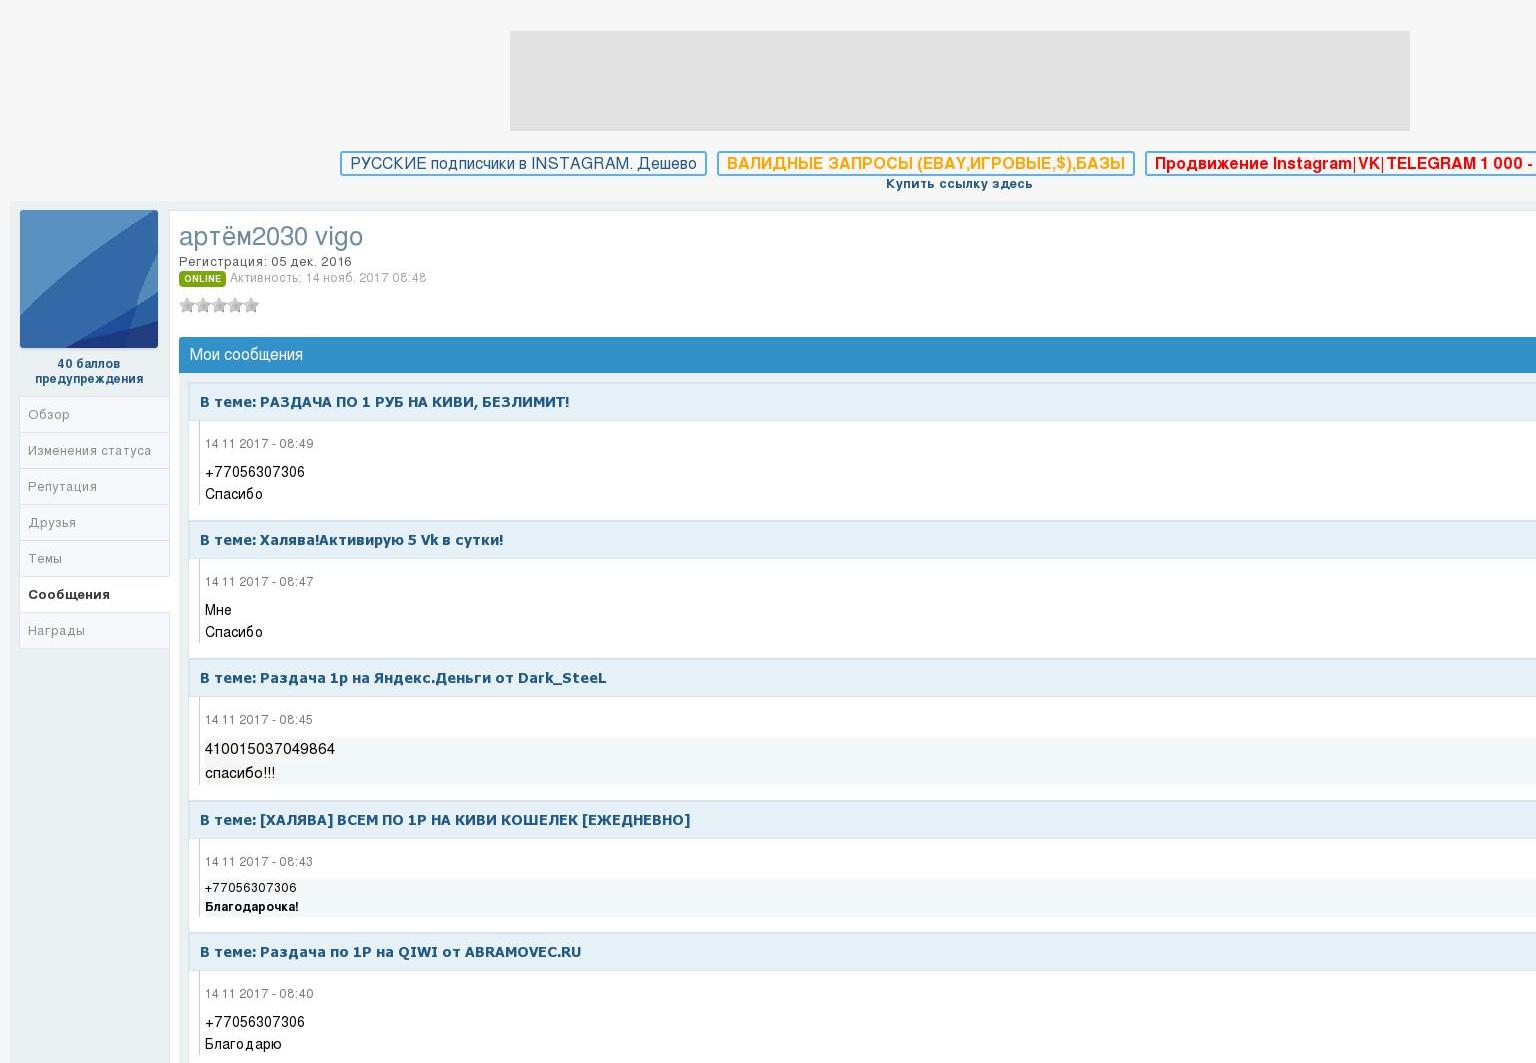 РУССКИЕ подписчики в INSTAGRAM. Дешево
ВАЛИДНЫЕ ЗАПРОСЫ (EBAY,ИГРОВЫЕ,$),БАЗЫ
Продвижение Instagram|VK|TELEGRAM 1 000 -
Купить ссылку здесь
артём2030 vigo
Регистрация: 05 дек. 2016
ONLINE Активность: 14 нояб. 2017 08:48
40 баллов
предупреждения
Обзор
Изменения статуса
Репутация
Друзья
Темы
Сообщения
Награды
Мои сообщения
В теме: РАЗДАЧА ПО 1 РУБ НА КИВИ, БЕЗЛИМИТ!
14 11 2017 - 08:49
+77056307306
Спасибо
В теме: Халява!Активирую 5 Vk в сутки!
14 11 2017 - 08:47
Мне
Спасибо
В теме: Раздача 1р на Яндекс.Деньги от Dark_SteeL
14 11 2017 - 08:45
410015037049864
спасибо!!!
В теме: [ХАЛЯВА] ВСЕМ ПО 1Р НА КИВИ КОШЕЛЕК [ЕЖЕДНЕВНО]
14 11 2017 - 08:43
+77056307306
Благодарочка!
В теме: Раздача по 1Р на QIWI от ABRAMOVEC.RU
14 11 2017 - 08:40
+77056307306
Благодарю